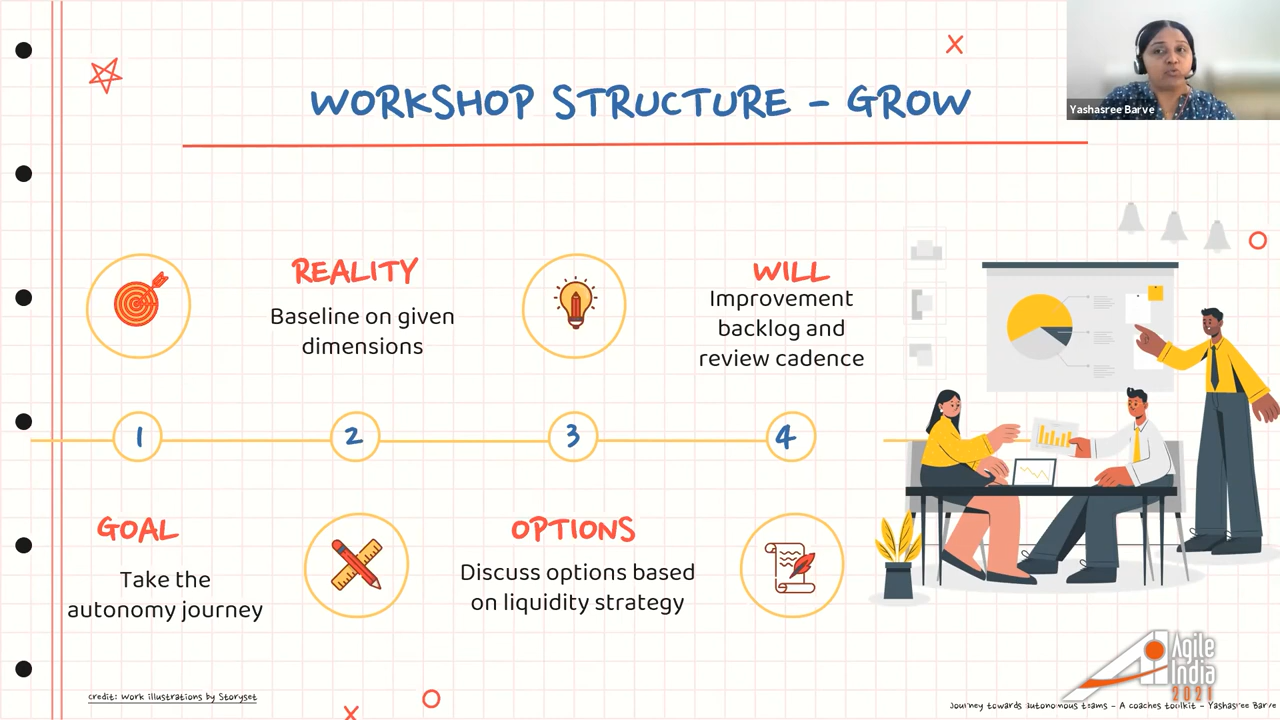 WORKSHOP STRUCTURE - GROW
Yashasree Barve
REALITY
Baseline on given
dimensions
WILL
Improvement
backlog and
review cadence
1
2
3
4
GOAL
Take the
autonomy journey
OPTIONS
Discuss options based
on liquidity strategy
Agile
India
2021
credit: Work illustrations by Storyset
Journey towards autonomous teams - A coaches toolkit - Yashasree Barve